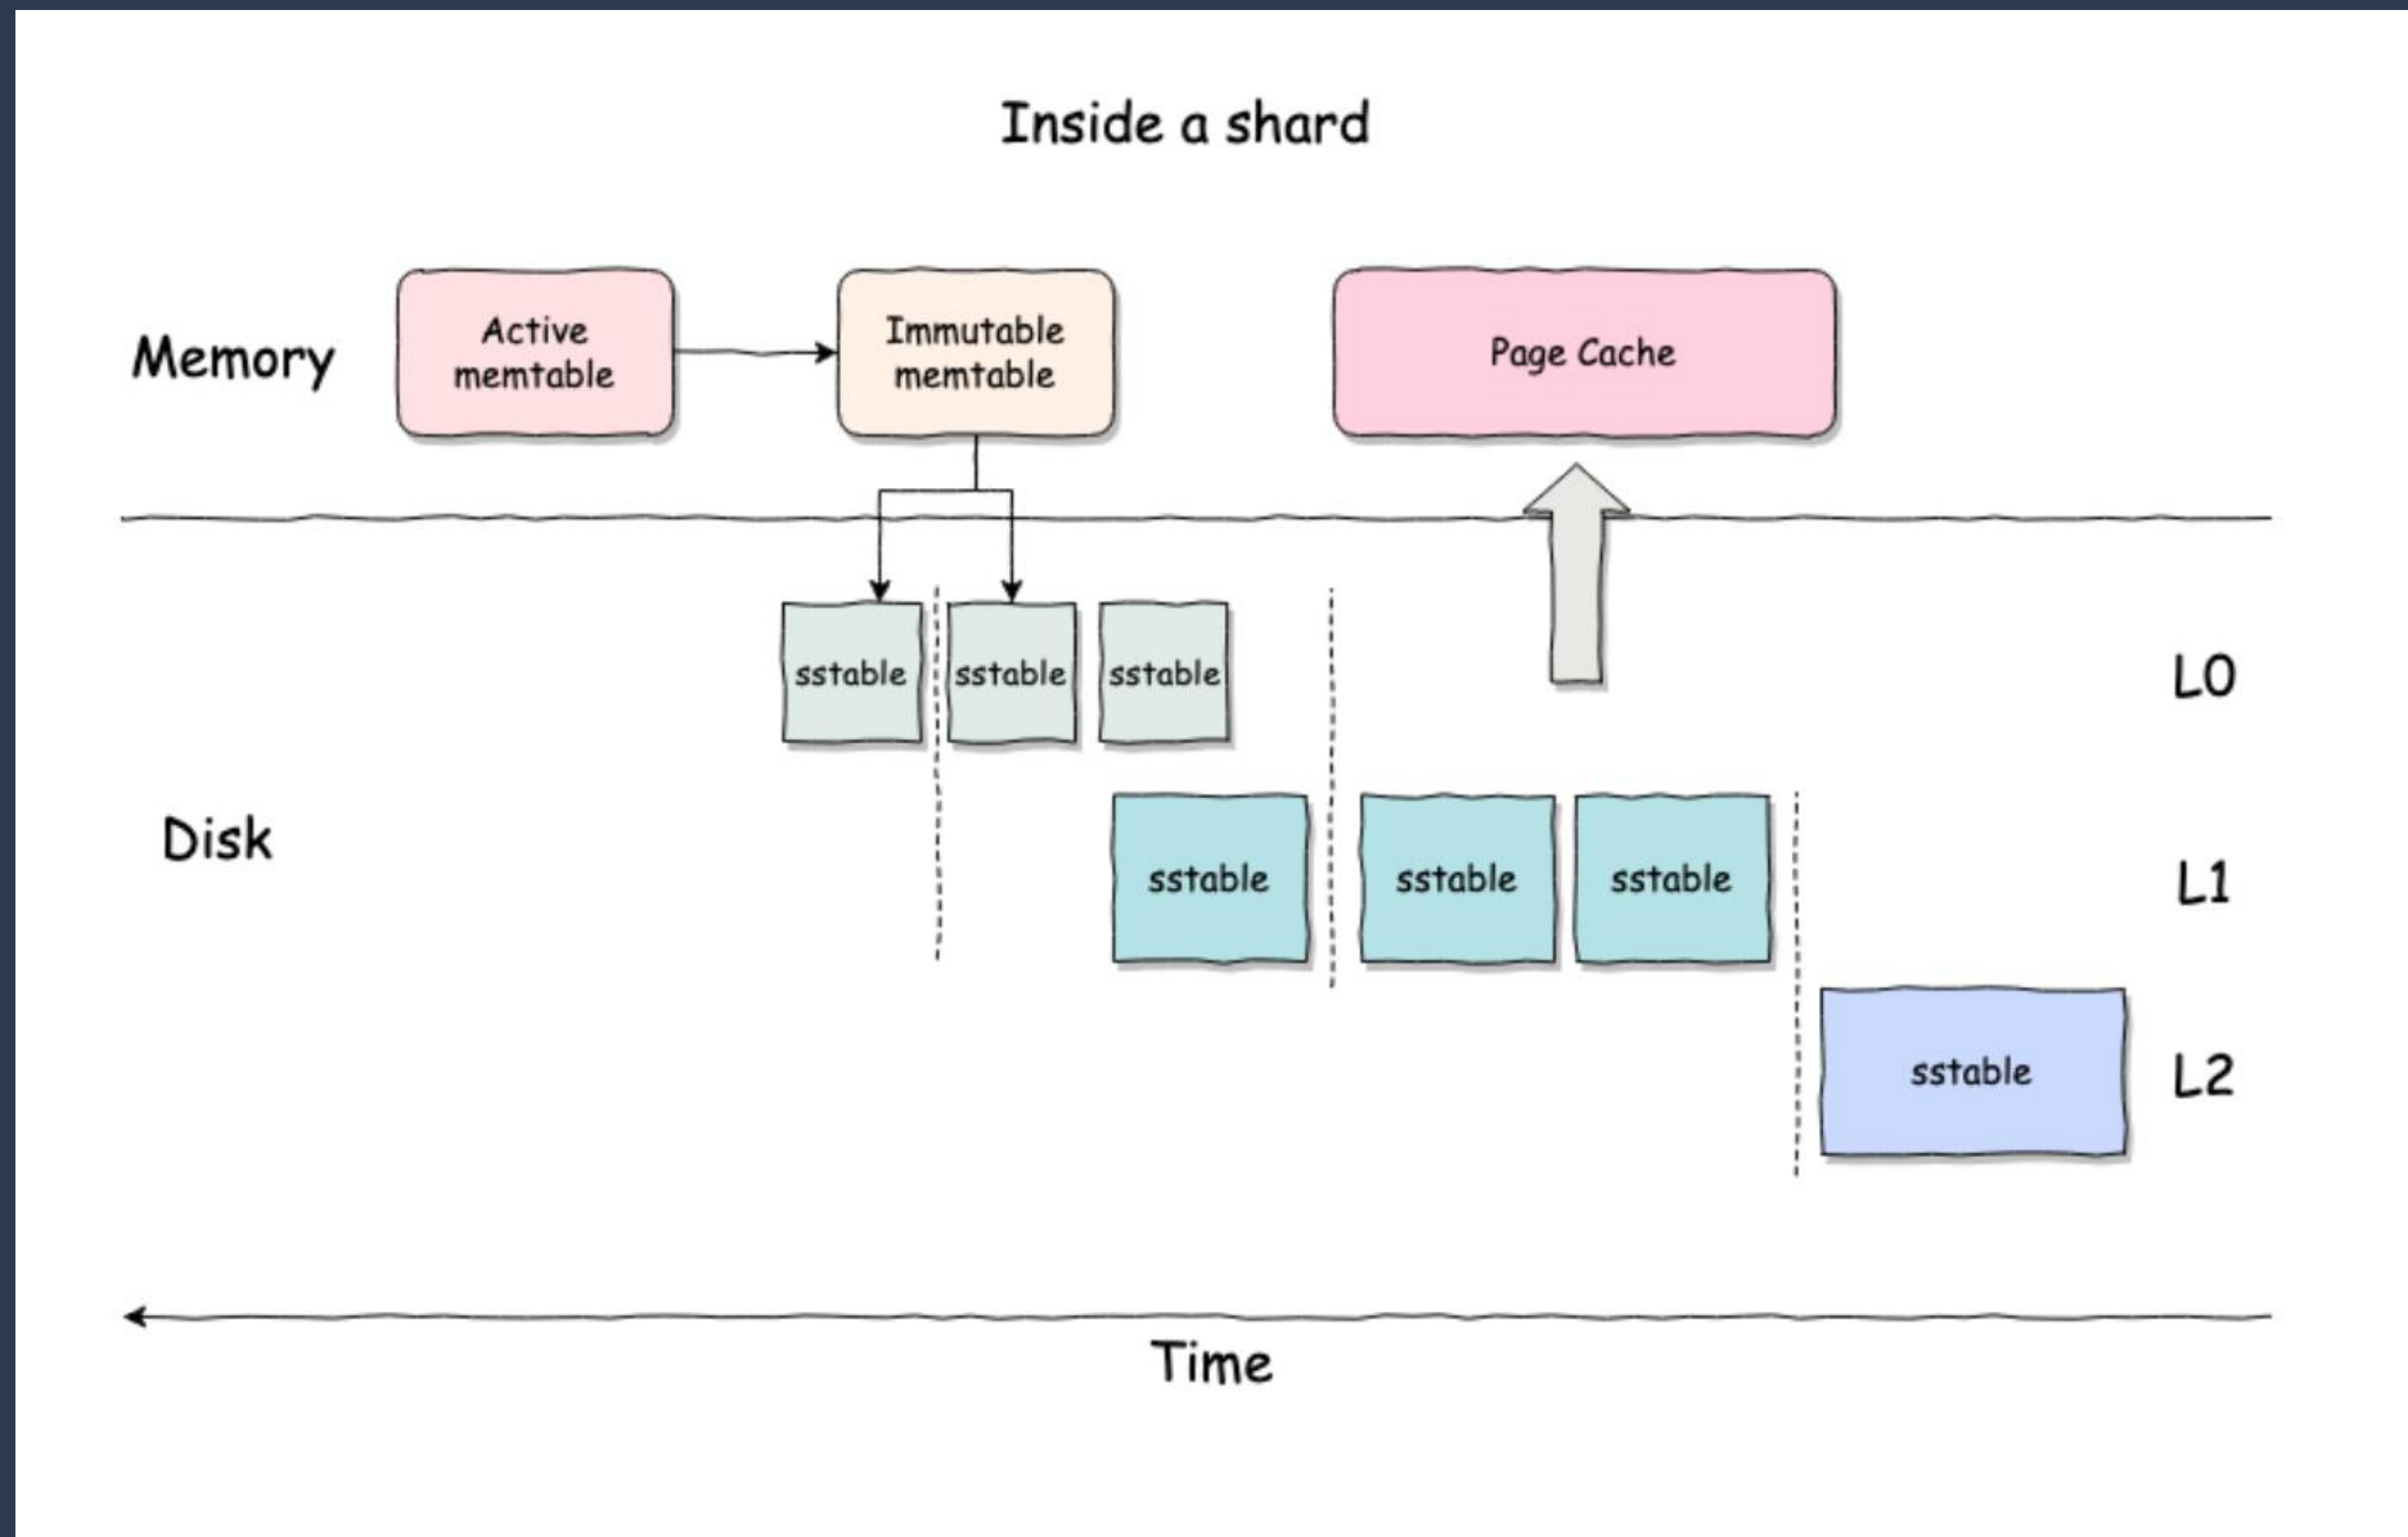 Inside a shard
Memory
Active
memtable
Immutable
memtable
Page Cache
Disk
sstable
sstable
sstable
L0
sstable
sstable
sstable
L1
sstable
L2
Time